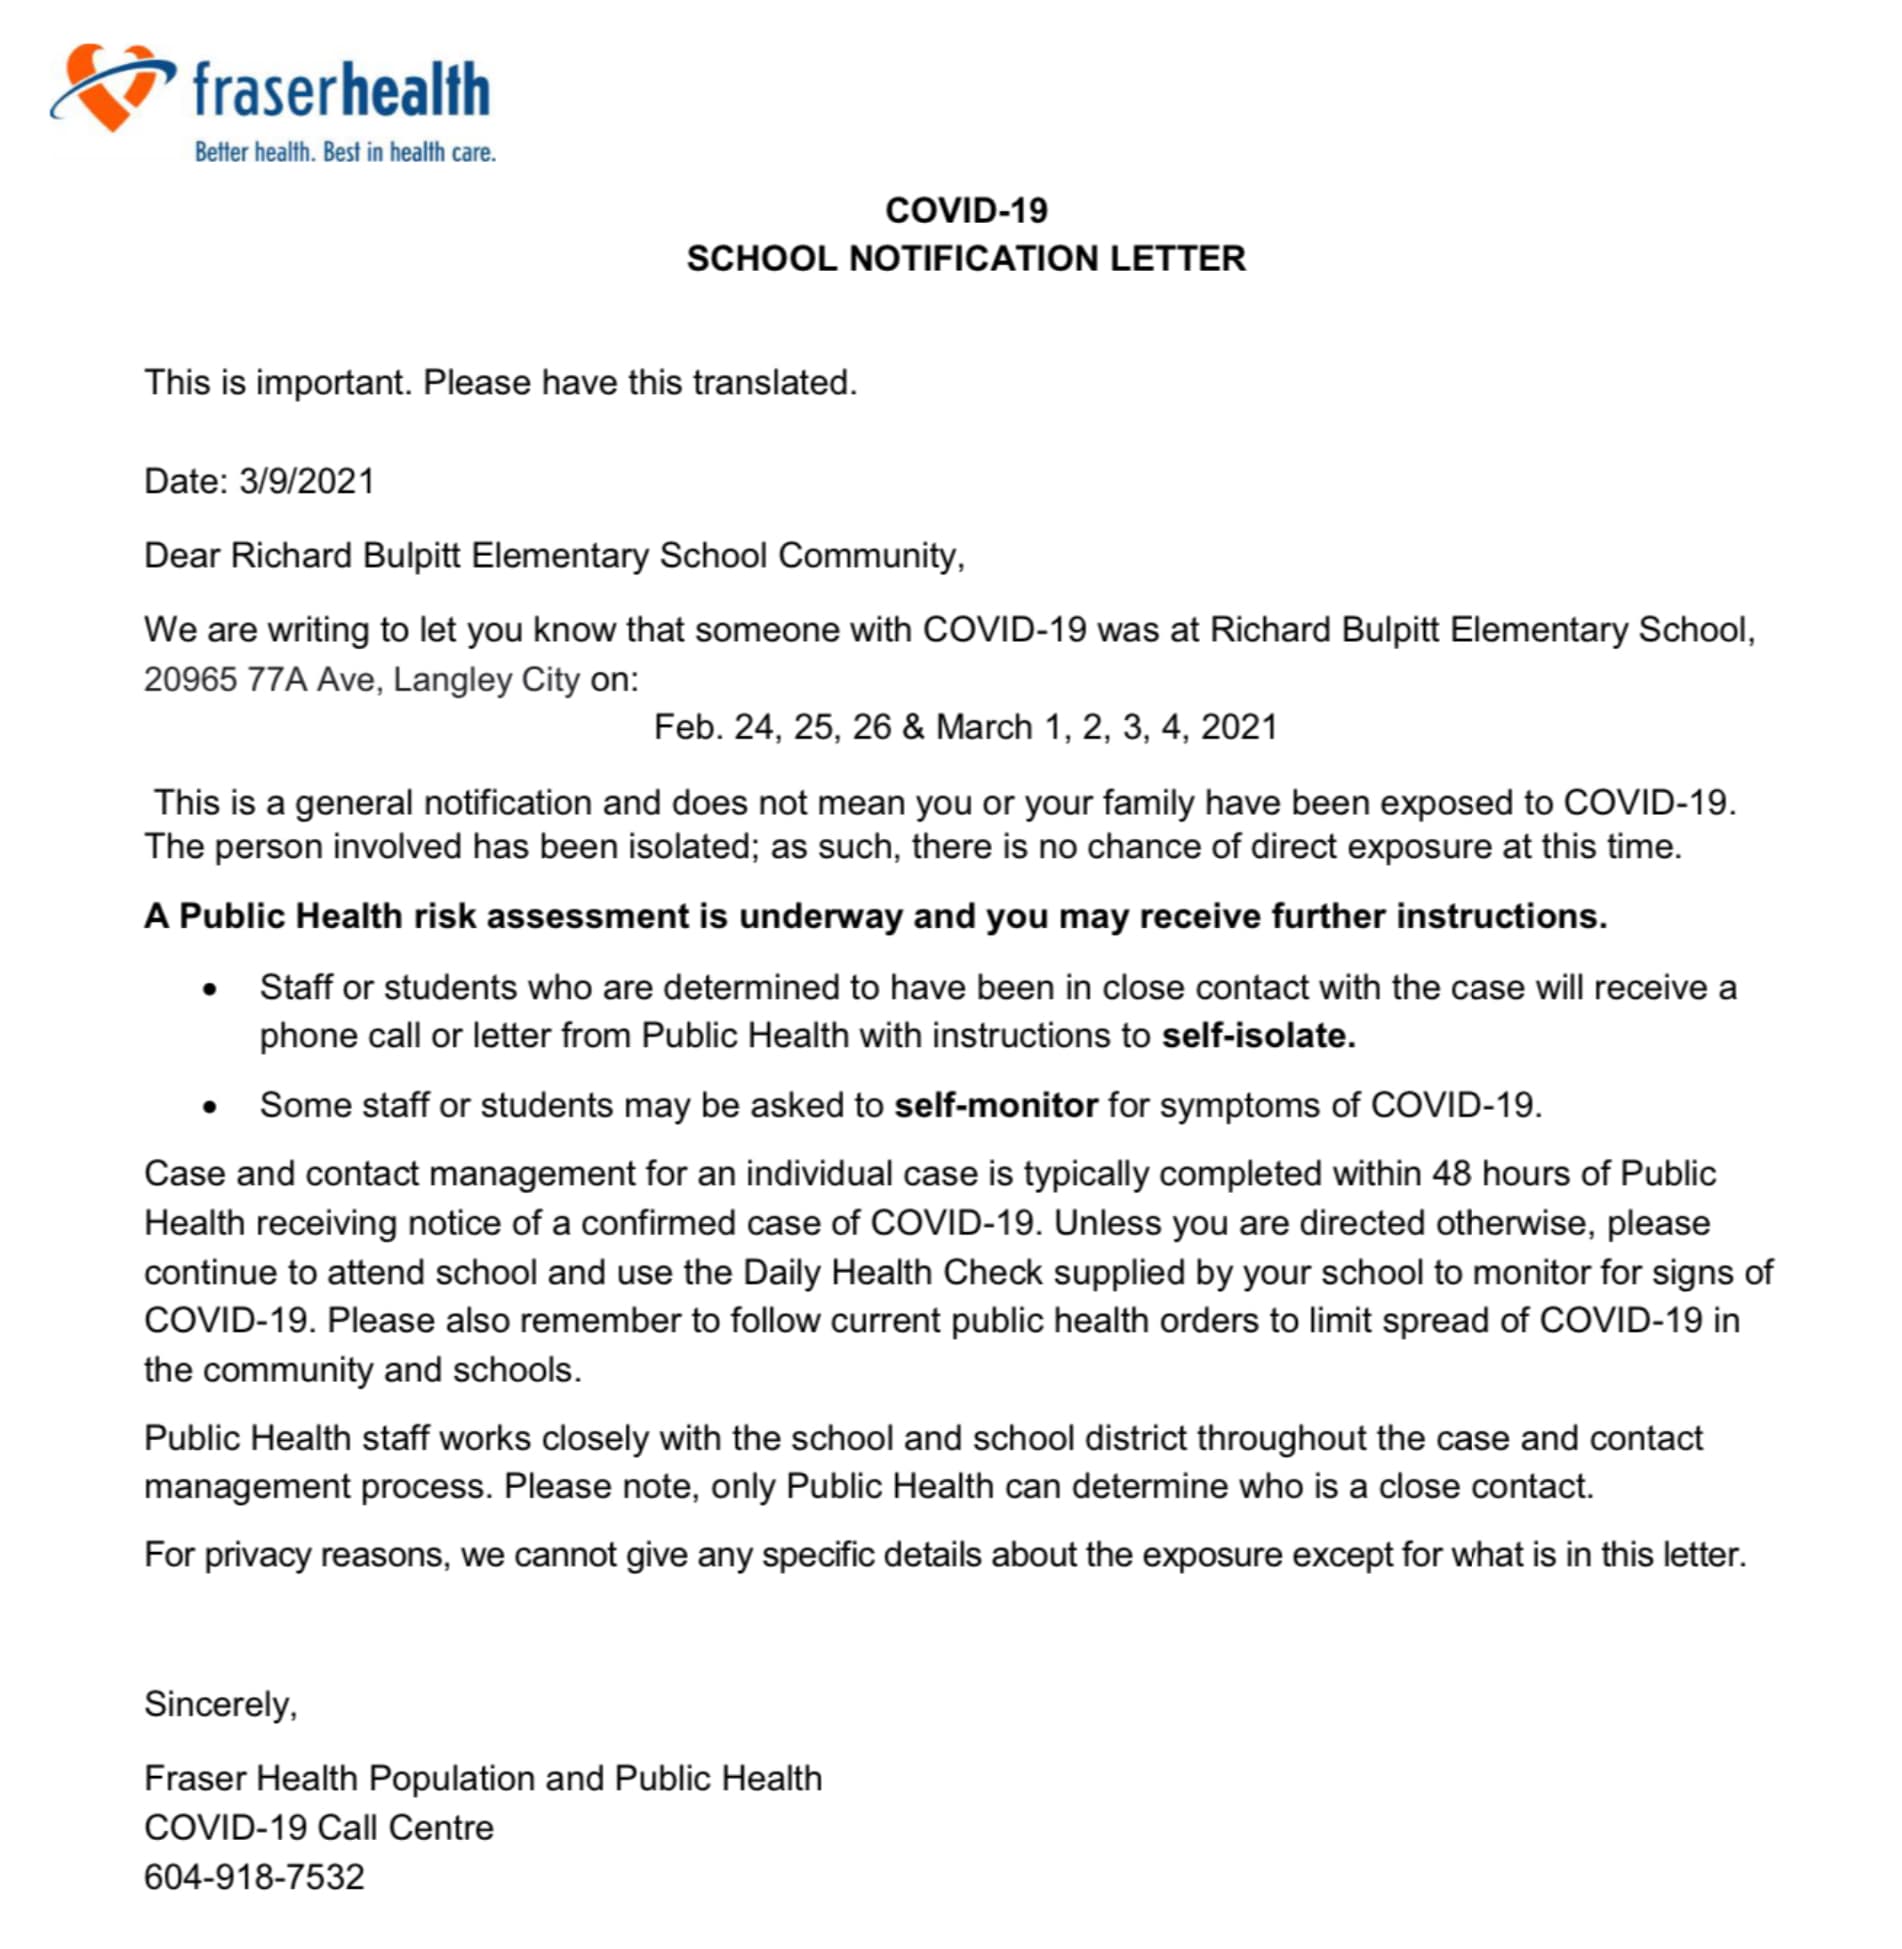 fraserhealth
Better health. Best in health care.
COVID-19
SCHOOL NOTIFICATION LETTER
This is important. Please have this translated.
Date: 3/9/2021
Dear Richard Bulpitt Elementary School Community,
We are writing to let you know that someone with COVID-19 was at Richard Bulpitt Elementary School,
20965 77A Ave, Langley City on:
Feb. 24, 25, 26 & March 1, 2, 3, 4, 2021
This is a general notification and does not mean you or your family have been exposed to COVID-19.
The person involved has been isolated; as such, there is no chance of direct exposure at this time.
A Public Health risk assessment is underway and you may receive further instructions.
• Staff or students who are determined to have been in close contact with the case will receive a
phone call or letter from Public Health with instructions to self-isolate.
• Some staff or students may be asked to self-monitor for symptoms of COVID-19.
Case and contact management for an individual case is typically completed within 48 hours of Public
Health receiving notice of a confirmed case of COVID-19. Unless you are directed otherwise, please
continue to attend school and use the Daily Health Check supplied by your school to monitor for signs of
COVID-19. Please also remember to follow current public health orders to limit spread of COVID-19 in
the community and schools.
Public Health staff works closely with the school and school district throughout the case and contact
management process. Please note, only Public Health can determine who is a close contact.
For privacy reasons, we cannot give any specific details about the exposure except for what is in this letter.
Sincerely,
Fraser Health Population and Public Health
COVID-19 Call Centre
604-918-7532